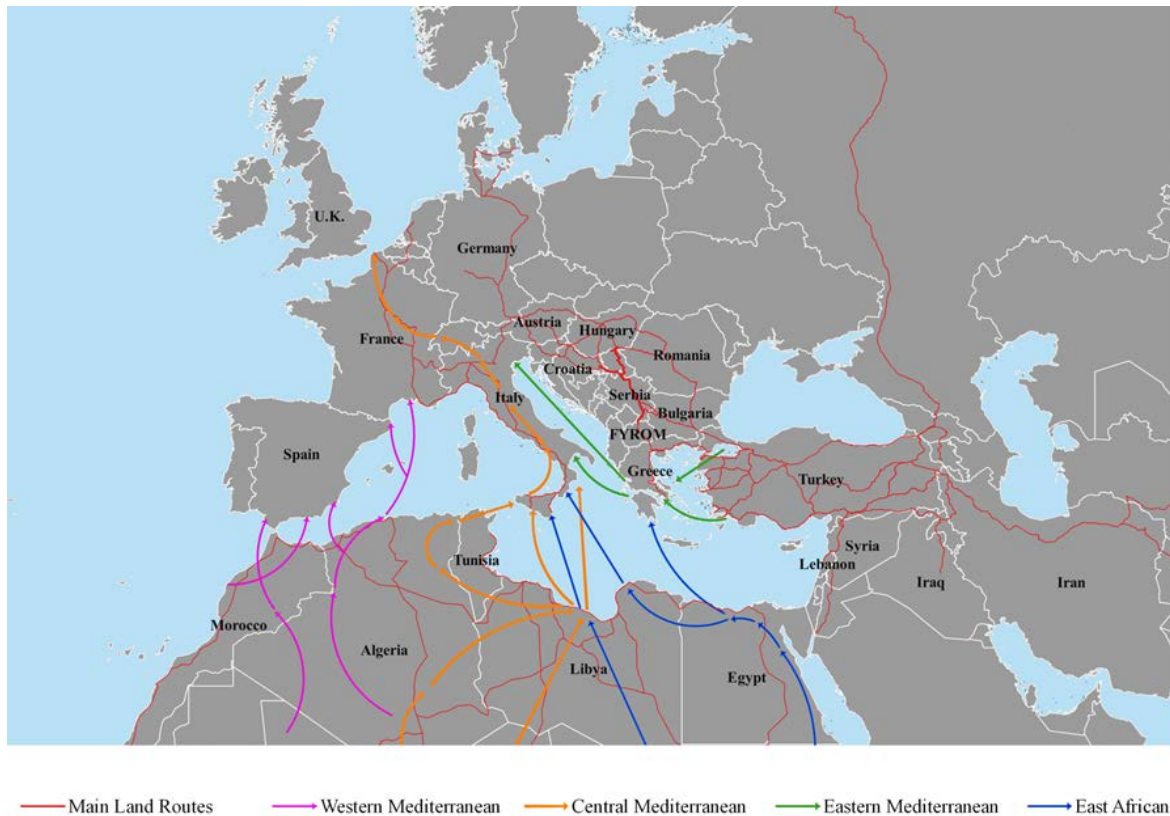 U.K.
Germany
Austria
Hungary
France
Romania
Croatia
Italy
Serbia
Bulgaria
FYROM
Spain
Greece
Turkey
Tunisia
Syria
Lebanon
Iraq
Iran
Morocco
Algeria
Libya
Egypt
Main Land Routes
Western Mediterranean
Central Mediterranean
Eastern Mediterranean
East African